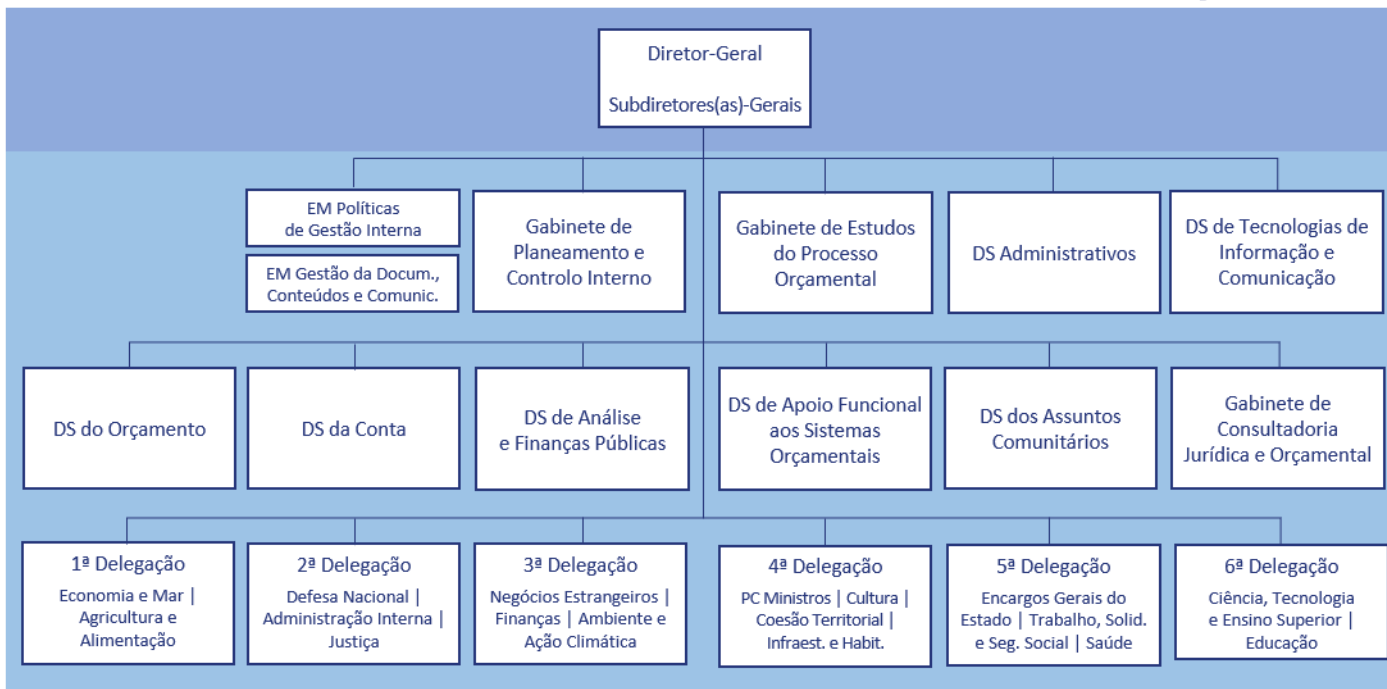 Diretor-Geral
Subdiretores(as)-Gerais
EM Políticas
de Gestão Interna
EM Gestão da Docum.,
Conteúdos e Comunic.
Gabinete de
Planeamento e
Controlo Interno
Gabinete de Estudos
do Processo
Orçamental
DS Administrativos
DS de Tecnologias de
Informação e
Comunicação
DS do Orçamento
DS da Conta
DS de Análise
e Finanças Públicas
DS de Apoio Funcional
aos Sistemas
Orçamentais
DS dos Assuntos
Comunitários
Gabinete de
Consultadoria
Jurídica e Orçamental
1ª Delegação
Economia e Mar |
Agricultura e
Alimentação
2ª Delegação
Defesa Nacional |
Administração Interna |
Justiça
3ª Delegação
Negócios Estrangeiros |
Finanças | Ambiente e
Ação Climática
4ª Delegação
PC Ministros | Cultura |
Coesão Territorial |
Infraest. e Habit.
5ª Delegação
Encargos Gerais do
Estado | Trabalho, Solid.
e Seg. Social | Saúde
6ª Delegação
Ciência, Tecnologia
e Ensino Superior |
Educação